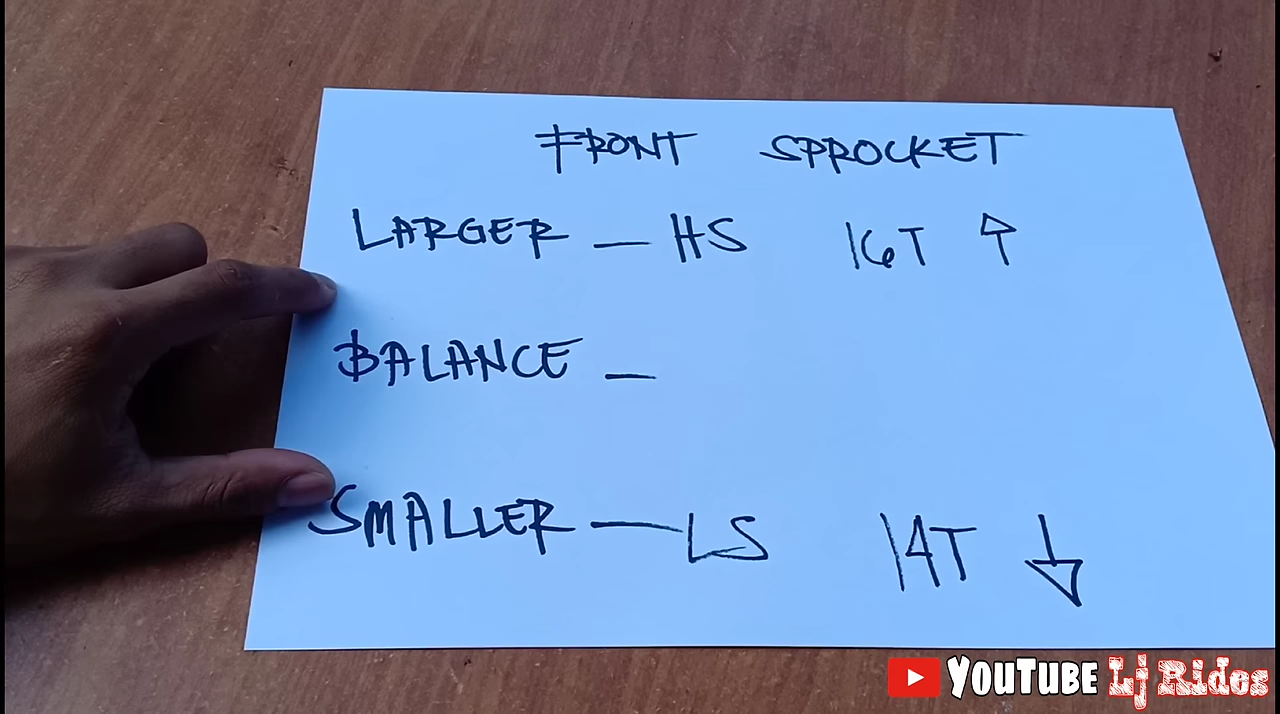 FRONT SPROCKET
LARGER — HS 16T ↑
BALANCE —
SMALLER — LS 14T ↓
YOUTUBE Lj Rides